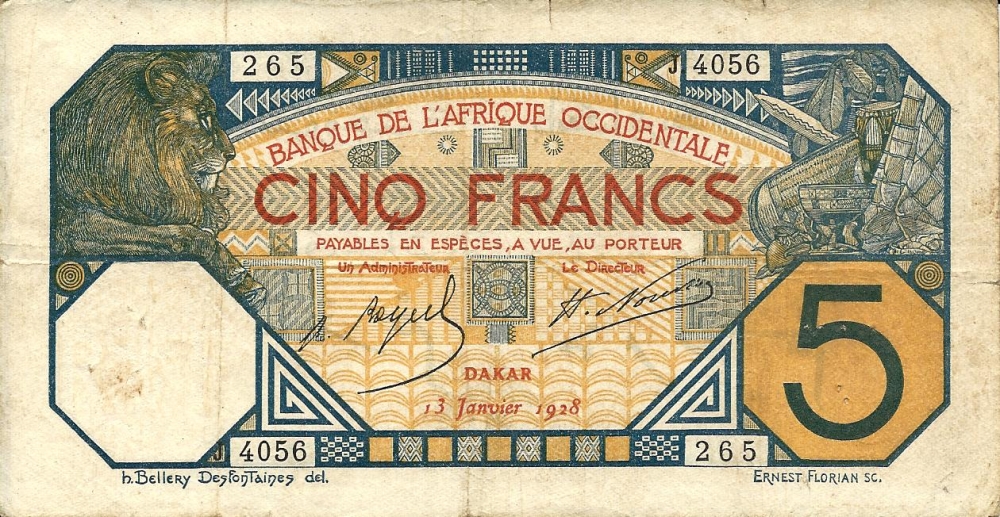 265 J 4056
BANQUE DE L'AFRIQUE OCCIDENTALE
CINQ FRANCS
PAYABLES EN ESPÈCES, A VUE, AU PORTEUR
Un Administrateur Le Directeur
5
DAKAR
13 Janvier 1928
J 4056 265
h. Bellery Desfontaines del. ERNEST FLORIAN SC.